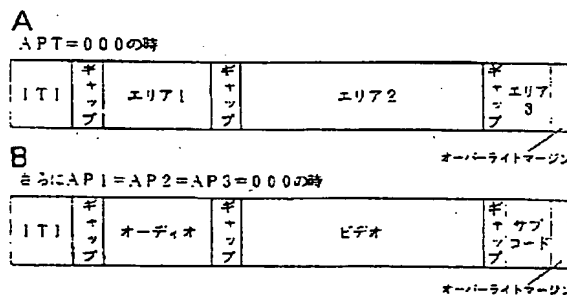 A
APT=000の時
ITI ギャップ エリア1 ギャップ エリア2 ギャップ エリア3
オーバーライトマージン
B
さらにAP1=AP2=AP3=000の時
ITI ギャップ オーディオ ギャップ ビデオ ギャップ サブコード
オーバーライトマージン